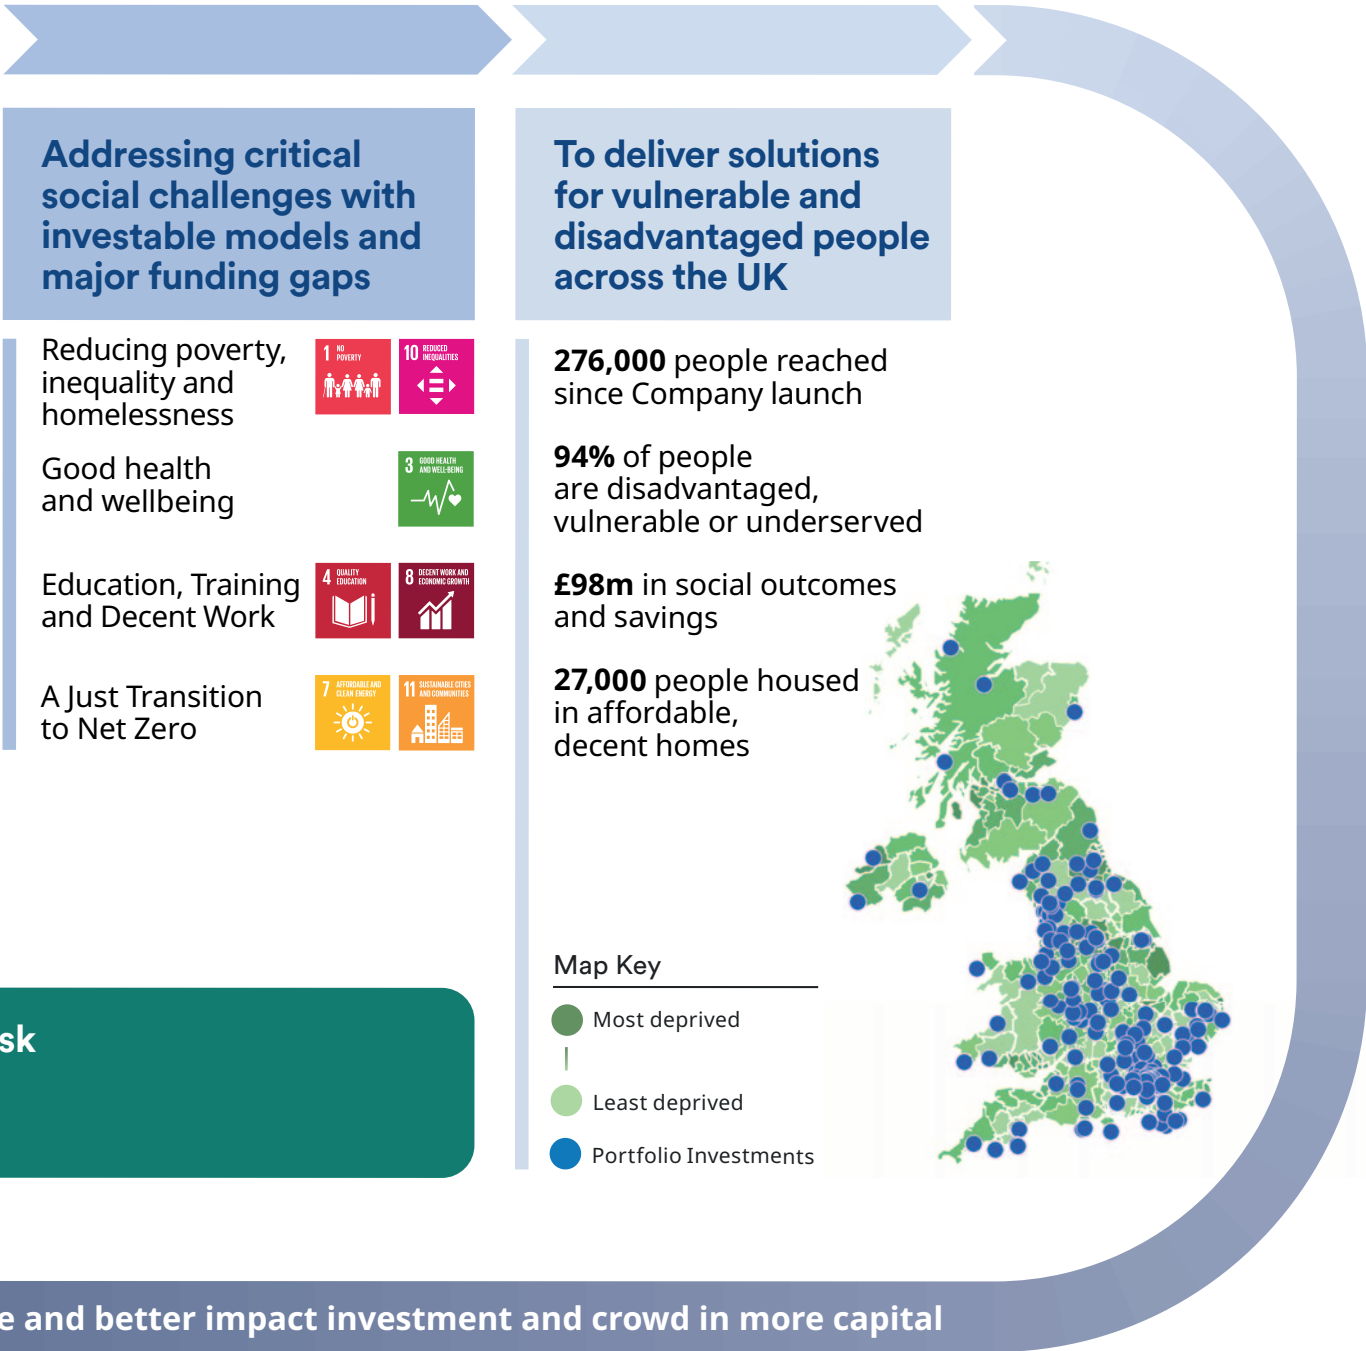 Addressing critical
social challenges with
investable models and
major funding gaps
Reducing poverty,
inequality and
homelessness
1 NO
POVERTY
10 REDUCED
INEQUALITIES
Good health
and wellbeing
3 GOOD HEALTH
AND WELL-BEING
Education, Training
and Decent Work
4 QUALITY
EDUCATION
8 DECENT WORK AND
ECONOMIC GROWTH
A Just Transition
to Net Zero
7 AFFORDABLE AND
CLEAN ENERGY
11 SUSTAINABLE CITIES
AND COMMUNITIES
To deliver solutions
for vulnerable and
disadvantaged people
across the UK
276,000 people reached
since Company launch
94% of people
are disadvantaged,
vulnerable or underserved
£98m in social outcomes
and savings
27,000 people housed
in affordable,
decent homes
Map Key
Most deprived
Least deprived
Portfolio Investments
sk
e and better impact investment and crowd in more capital